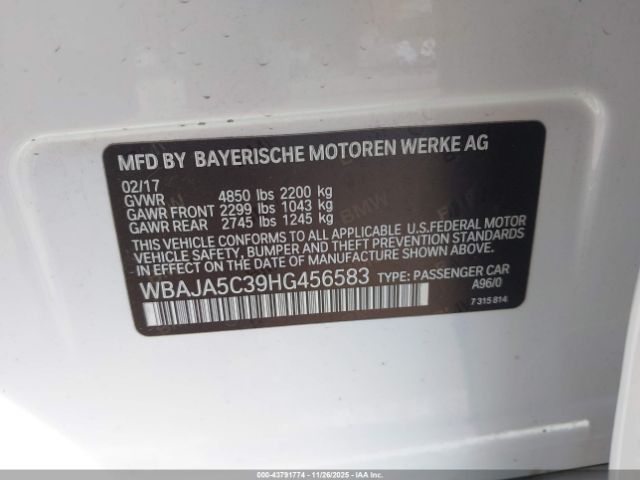 MFD BY BAYERISCHE MOTOREN WERKE AG
02/17
GVWR 4850 lbs 2200 kg
GAWR FRONT 2299 lbs 1043 kg
GAWR REAR 2745 lbs 1245 kg
THIS VEHICLE CONFORMS TO ALL APPLICABLE U.S.FEDERAL MOTOR
VEHICLE SAFETY, BUMPER, AND THEFT PREVENTION
STANDARDS IN EFFECT ON THE DATE OF
MANUFACTURE SHOWN ABOVE.
WBAJA5C39HG456583 TYPE: PASSENGER CAR
A96/0
7 315 814
000-43791774 - 11/26/2025 - IAAI.COM